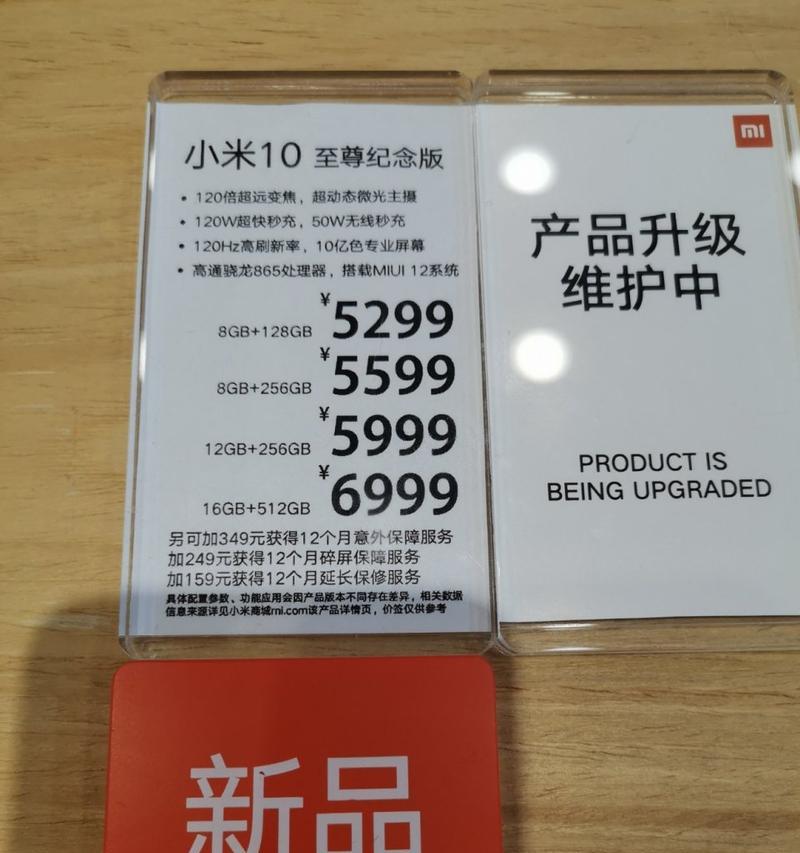 小米10 至尊纪念版
• 120倍超远变焦，超动态微光主摄
• 120W超快秒充，50W无线秒充
• 120Hz高刷新率，10亿色专业屏幕
• 高通骁龙865处理器，搭载MIUI 12系统
8GB+128GB ¥5299
8GB+256GB ¥5599
12GB+256GB ¥5999
16GB+512GB ¥6999
另可加349元获得12个月意外保障服务
加249元获得12个月碎屏保障服务
加159元获得12个月延长保修服务
具体配置参数、功能应用会因产品版本不同存在差异，相关数据
信息来源详见小米商城mi.com该产品详情页，价签仅供参考
mi
产品升级
维护中
PRODUCT IS
BEING UPGRADED
新品